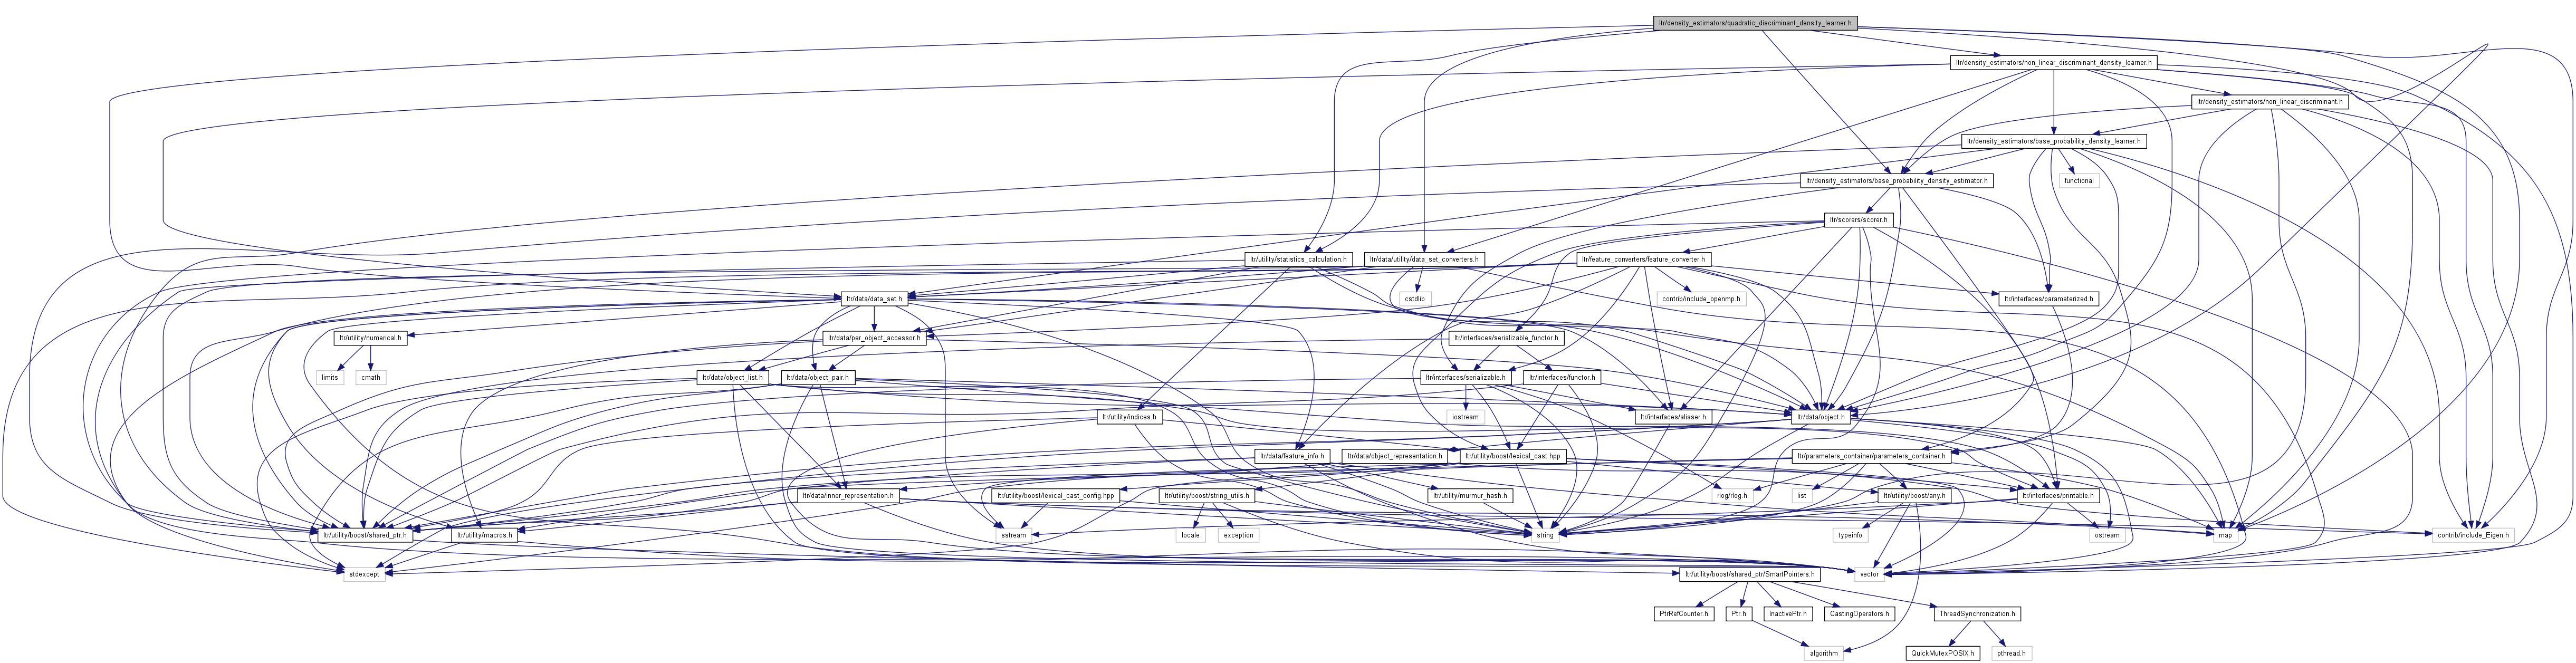 ltr/density_estimators/quadratic_discriminant_density_learner.h
ltr/density_estimators/non_linear_discriminant_density_learner.h
ltr/density_estimators/non_linear_discriminant.h
ltr/density_estimators/base_probability_density_learner.h
ltr/density_estimators/base_probability_density_estimator.h
functional
ltr/scorers/scorer.h
ltr/utility/statistics_calculation.h
ltr/data/utility/data_set_converters.h
ltr/feature_converters/feature_converter.h
ltr/data/data_set.h
cstdlib
contrib/include_openmp.h
ltr/interfaces/parameterized.h
ltr/utility/numerical.h
ltr/data/per_object_accessor.h
ltr/interfaces/serializable_functor.h
limits
cmath
ltr/data/object_list.h
ltr/data/object_pair.h
ltr/interfaces/serializable.h
ltr/interfaces/functor.h
ltr/utility/indices.h
iostream
ltr/interfaces/aliaser.h
ltr/data/object.h
ltr/data/feature_info.h
ltr/data/object_representation.h
ltr/utility/boost/lexical_cast.hpp
ltr/parameters_container/parameters_container.h
ltr/data/inner_representation.h
ltr/utility/boost/lexical_cast_config.hpp
ltr/utility/boost/string_utils.h
ltr/utility/murmur_hash.h
rlog/rlog.h
list
ltr/utility/boost/any.h
ltr/interfaces/printable.h
ltr/utility/boost/shared_ptr.h
ltr/utility/macros.h
sstream
locale
exception
string
typeinfo
ostream
map
contrib/include_Eigen.h
stdexcept
ltr/utility/boost/shared_ptr/SmartPointers.h
vector
PtrRefCounter.h
Ptr.h
InactivePtr.h
CastingOperators.h
ThreadSynchronization.h
algorithm
QuickMutexPOSIX.h
pthread.h